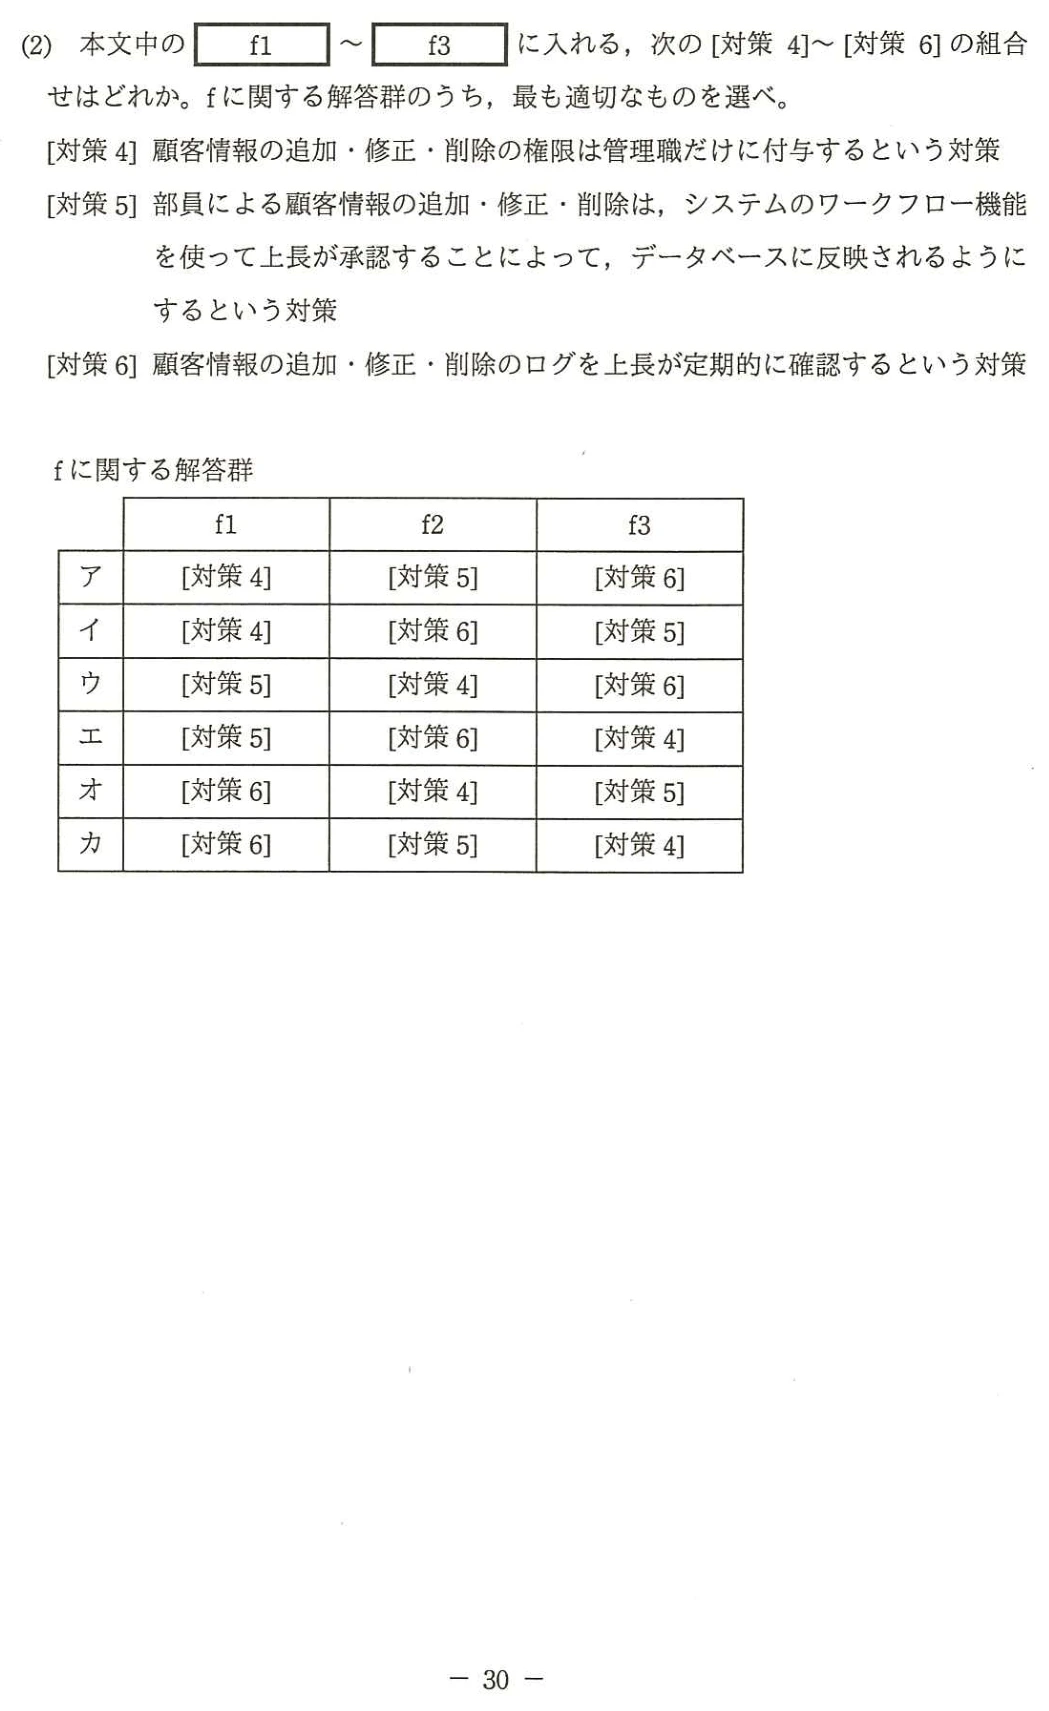 (2) 本文中の f1 ～ f3 に入れる，次の [対策 4]～ [対策 6] の組合
せはどれか。f に関する解答群のうち，最も適切なものを選べ。
[対策 4] 顧客情報の追加・修正・削除の権限は管理職だけに付与するという対策
[対策 5] 部員による顧客情報の追加・修正・削除は，システムのワークフロー機能
を使って上長が承認することによって，データベースに反映されるように
するという対策
[対策 6] 顧客情報の追加・修正・削除のログを上長が定期的に確認するという対策
f に関する解答群
f1 f2 f3
ア [対策 4] [対策 5] [対策 6]
イ [対策 4] [対策 6] [対策 5]
ウ [対策 5] [対策 4] [対策 6]
エ [対策 5] [対策 6] [対策 4]
オ [対策 6] [対策 4] [対策 5]
カ [対策 6] [対策 5] [対策 4]
－ 30 －